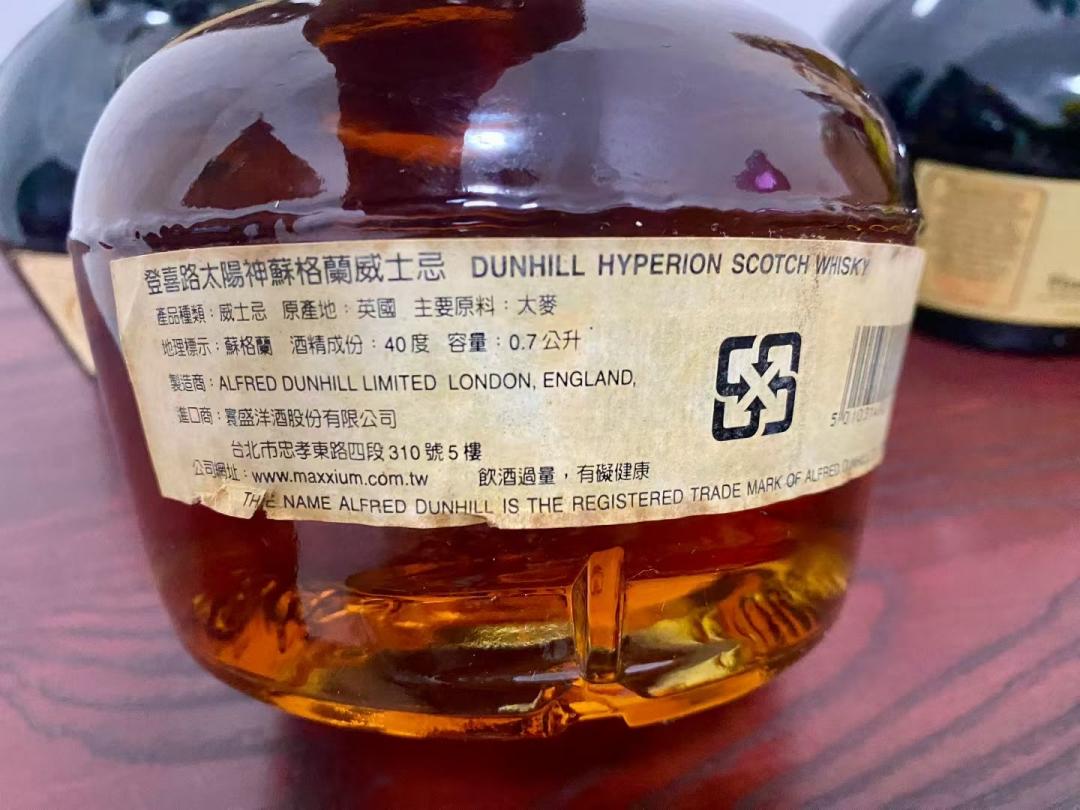 登喜路太陽神蘇格蘭威士忌 DUNHILL HYPERION SCOTCH WHISKY
產品種類：威士忌 原產地：英國 主要原料：大麥
地理標示：蘇格蘭 酒精成份：40度 容量：0.7公升
製造商：ALFRED DUNHILL LIMITED LONDON, ENGLAND,
進口商：寰盛洋酒股份有限公司
台北市忠孝東路四段310號5樓
公司網址：www.maxxium.com.tw 飲酒過量，有礙健康
THE NAME ALFRED DUNHILL IS THE REGISTERED TRADE MARK OF ALFRED DUNHILL